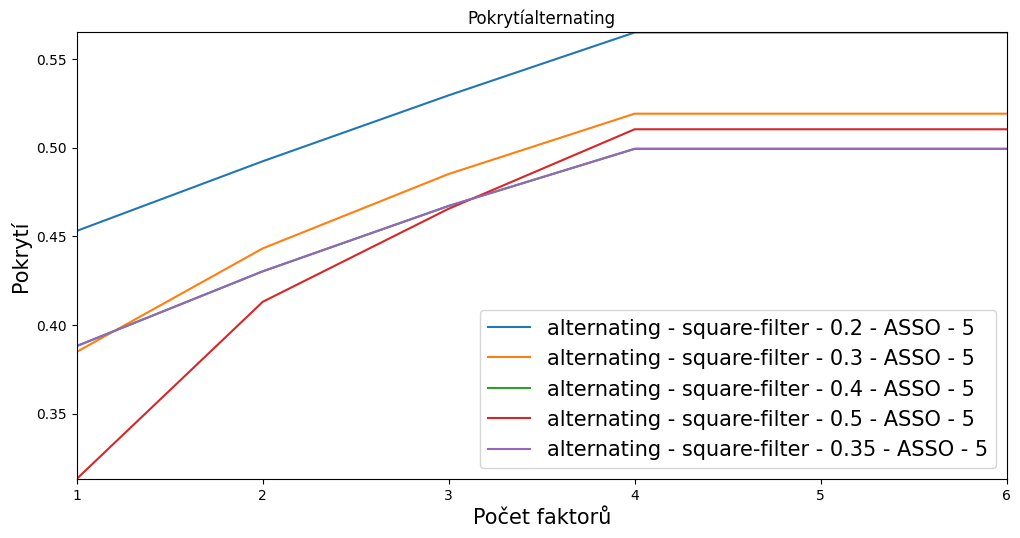 Pokrytíalternating
0.55
0.50
0.45
0.40
0.35
Pokrytí
alternating - square-filter - 0.2 - ASSO - 5
alternating - square-filter - 0.3 - ASSO - 5
alternating - square-filter - 0.4 - ASSO - 5
alternating - square-filter - 0.5 - ASSO - 5
alternating - square-filter - 0.35 - ASSO - 5
1 2 3 4 5 6
Počet faktorů